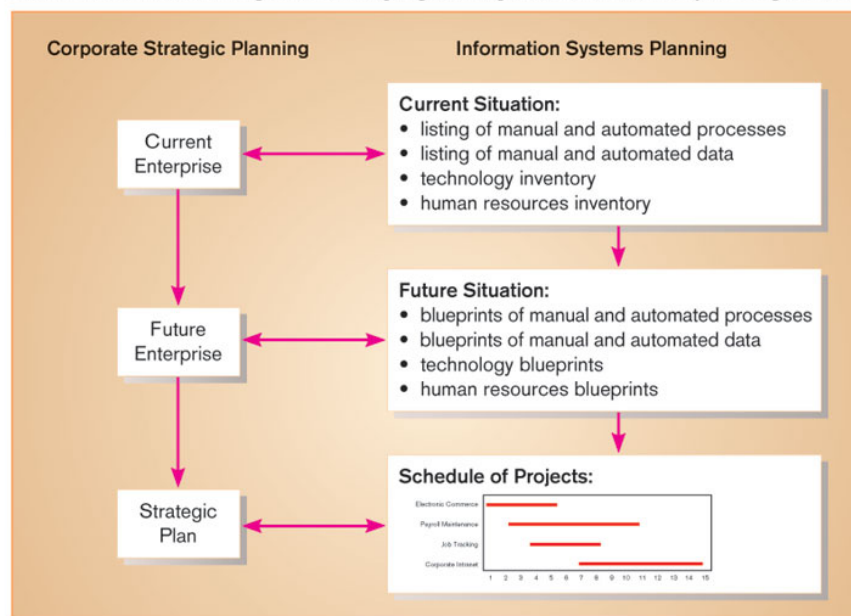 Corporate Strategic Planning
Information Systems Planning
Current
Enterprise
Current Situation:
• listing of manual and automated processes
• listing of manual and automated data
• technology inventory
• human resources inventory
Future
Enterprise
Future Situation:
• blueprints of manual and automated processes
• blueprints of manual and automated data
• technology blueprints
• human resources blueprints
Strategic
Plan
Schedule of Projects:
Electronic Commerce
Payroll Maintenance
Job Tracking
Corporate Intranet
1 2 3 4 5 6 7 8 9 10 11 12 13 14 15